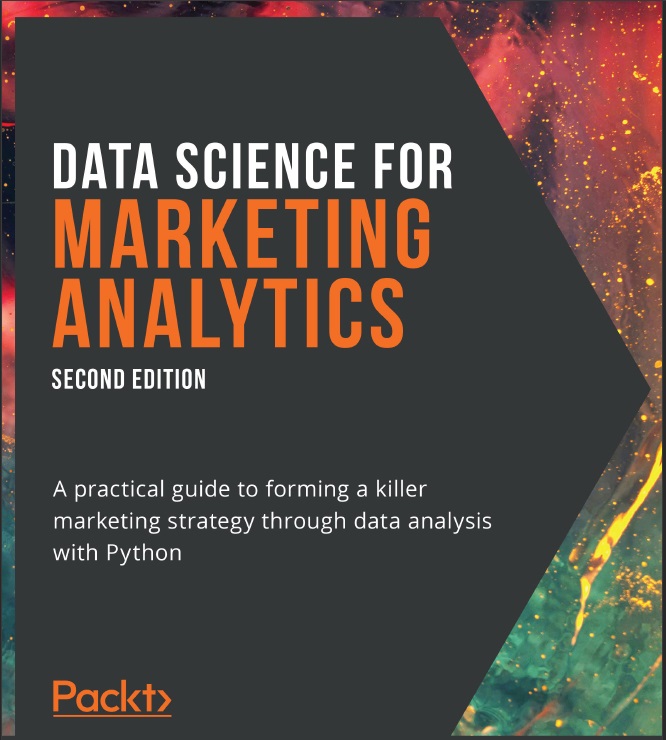 DATA SCIENCE FOR
MARKETING
ANALYTICS
SECOND EDITION
A practical guide to forming a killer
marketing strategy through data analysis
with Python
Packt>